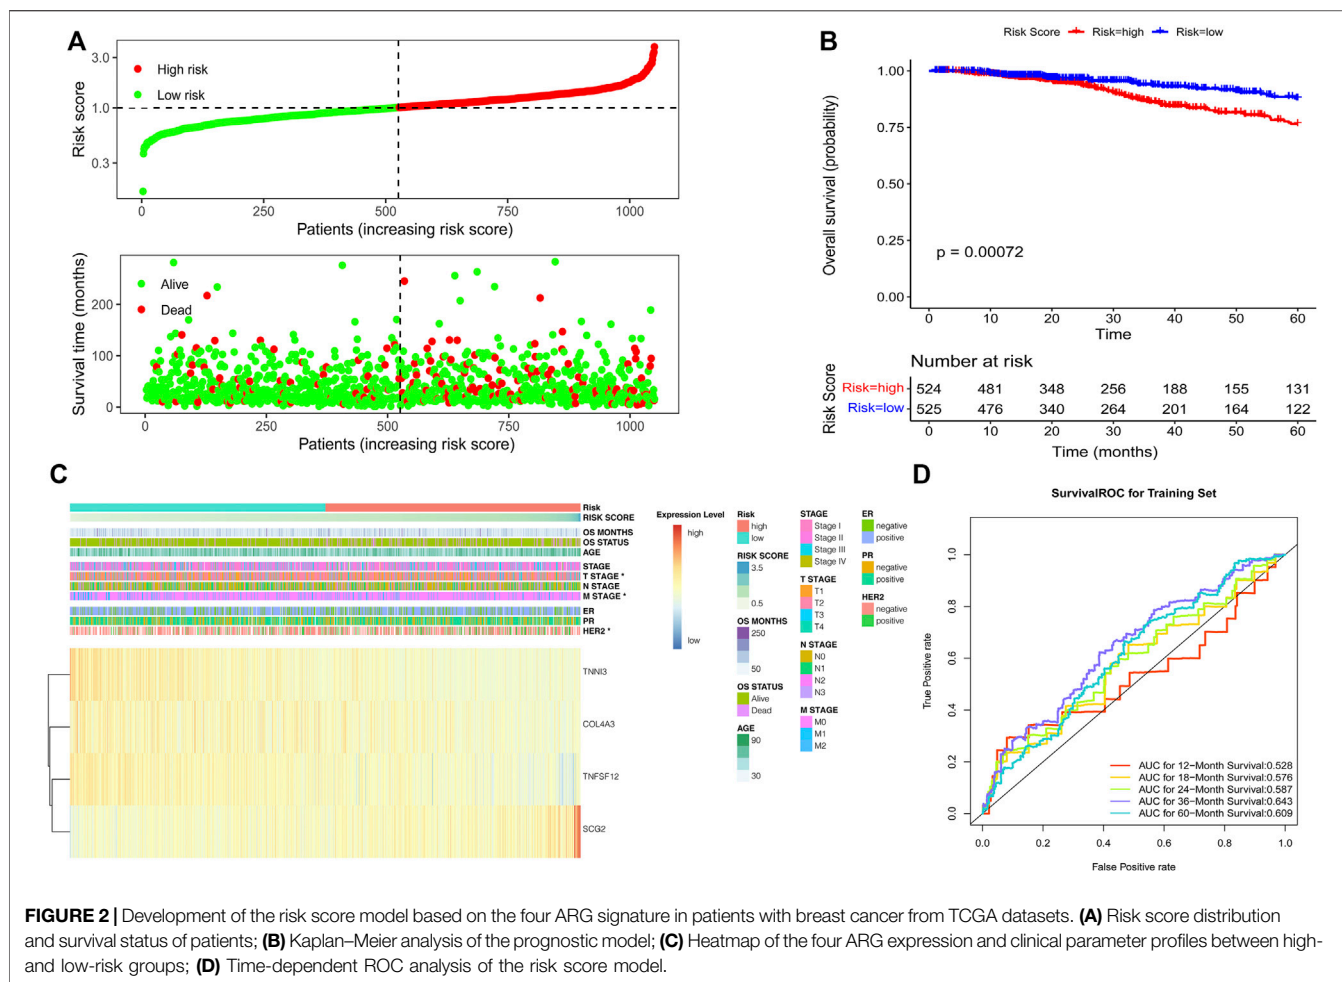 A
3.0
1.0
0.3
Risk score
High risk
Low risk
0 250 500 750 1000
Patients (increasing risk score)
200
100
0
Survival time (months)
Alive
Dead
0 250 500 750 1000
Patients (increasing risk score)
B
Risk Score Risk=high Risk=low
1.00
0.75
0.50
0.25
0.00
Overall survival (probability)
p = 0.00072
0 10 20 30 40 50 60
Time
Number at risk
Risk Score
Risk=high 524 481 348 256 188 155 131
Risk=low 525 476 340 264 201 164 122
0 10 20 30 40 50 60
Time (months)
C
Risk
RISK SCORE
OS MONTHS
OS STATUS
AGE
STAGE
T STAGE *
N STAGE
M STAGE *
ER
PR
HER2 *
TNNI3
COL4A3
TNFSF12
SCG2
Expression Level
high
low
Risk
high
low
RISK SCORE
3.5
0.5
OS MONTHS
250
50
OS STATUS
Alive
Dead
AGE
90
30
STAGE
Stage I
Stage II
Stage III
Stage IV
T STAGE
T1
T2
T3
T4
N STAGE
N0
N1
N2
N3
M STAGE
M0
M1
M2
ER
negative
positive
PR
negative
positive
HER2
negative
positive
D
SurvivalROC for Training Set
1.0
0.8
0.6
0.4
0.2
0.0
True Positive rate
AUC for 12-Month Survival:0.528
AUC for 18-Month Survival:0.576
AUC for 24-Month Survival:0.587
AUC for 36-Month Survival:0.643
AUC for 60-Month Survival:0.609
0.0 0.2 0.4 0.6 0.8 1.0
False Positive rate
FIGURE 2 | Development of the risk score model based on the four ARG signature in patients with breast cancer from TCGA datasets. (A) Risk score distribution
and survival status of patients; (B) Kaplan–Meier analysis of the prognostic model; (C) Heatmap of the four ARG expression and clinical parameter profiles between high-
and low-risk groups; (D) Time-dependent ROC analysis of the risk score model.